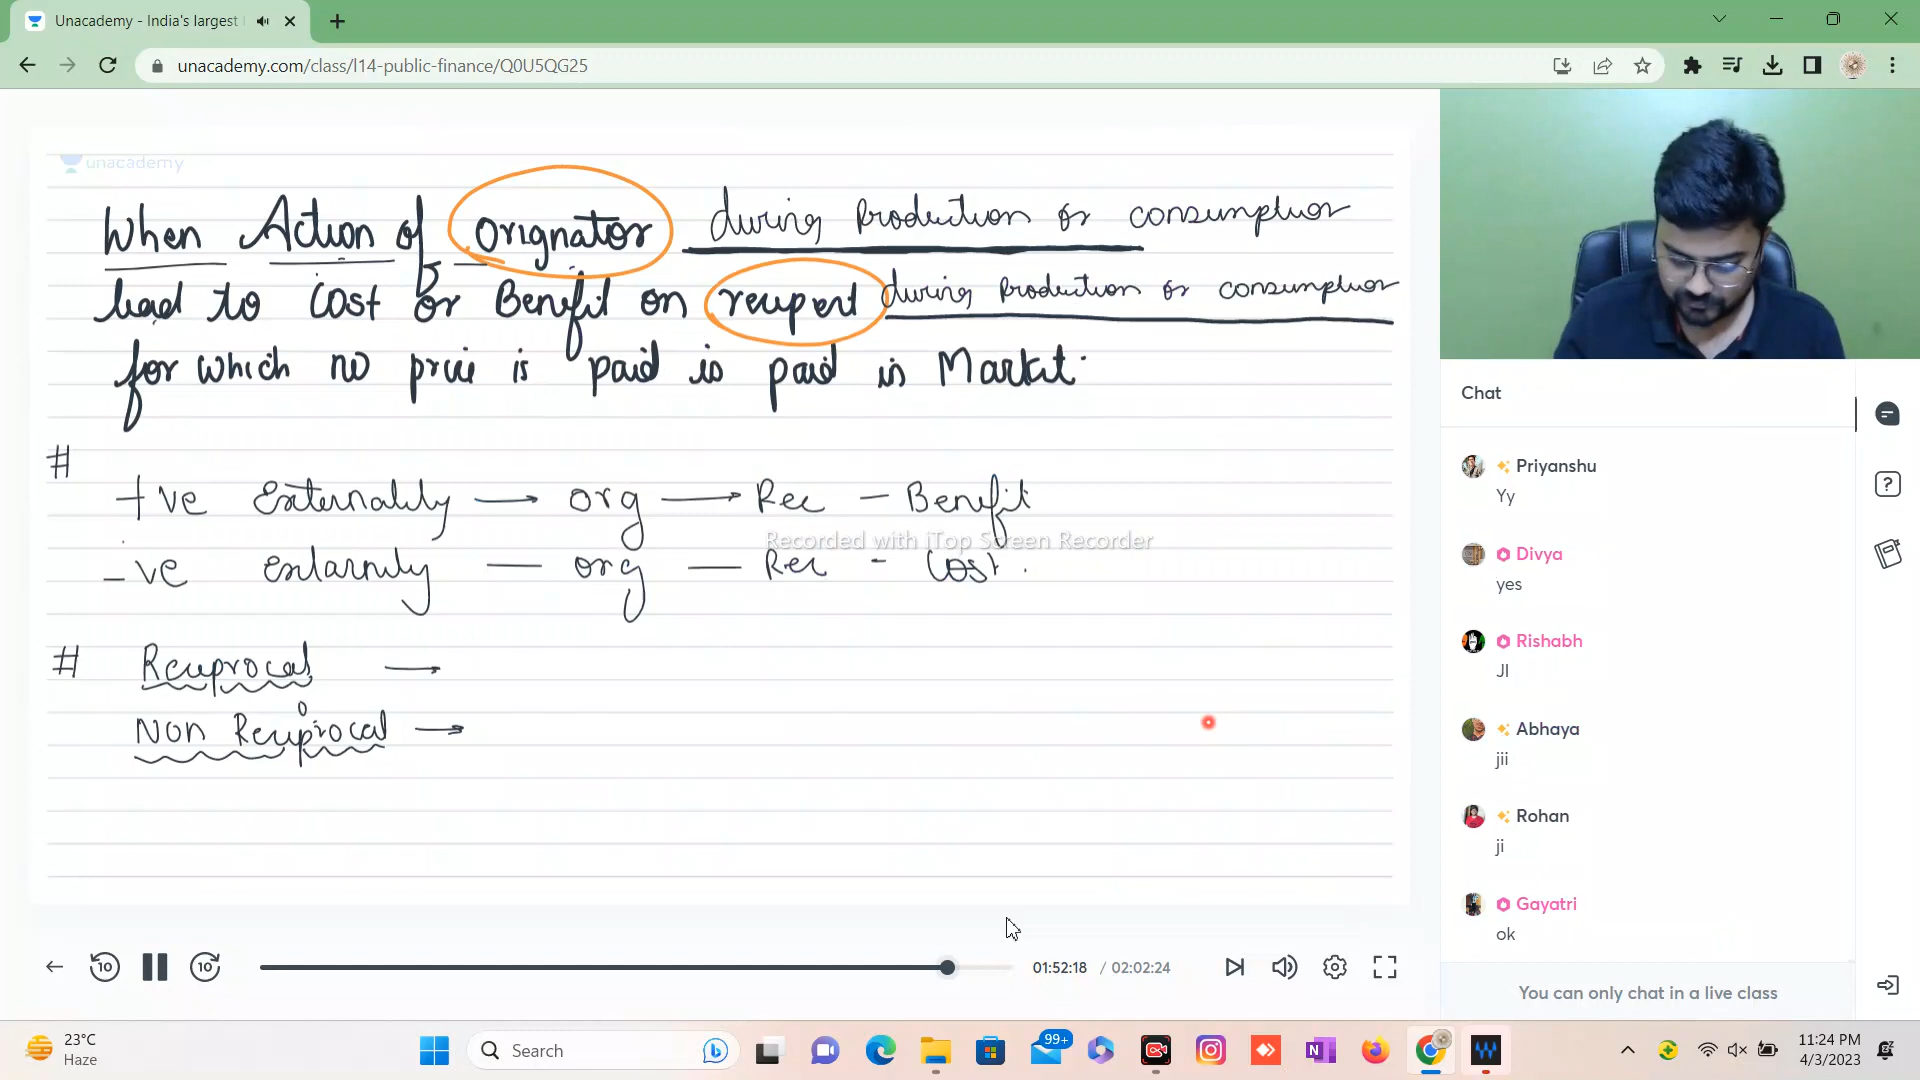 Unacademy - India's largest
unacademy.com/class/l14-public-finance/Q0U5QG25
unacademy
When Action of orignator during Production or consumption
lead to Cost or Benefit on recipent during Production or consumption
for which no price is paid is paid in Market.
#
+ve Externality → org → Rec - Benefit
-ve Extarnity — org — Rec - Cost.
Recorded with iTop Screen Recorder
# Reciprocal →
Non Reciprocal →
Chat
Priyanshu
Yy
Divya
yes
Rishabh
JI
Abhaya
jii
Rohan
ji
Gayatri
ok
You can only chat in a live class
10 10 01:52:18 / 02:02:24
23°C
Haze
Search
99+
11:24 PM
4/3/2023